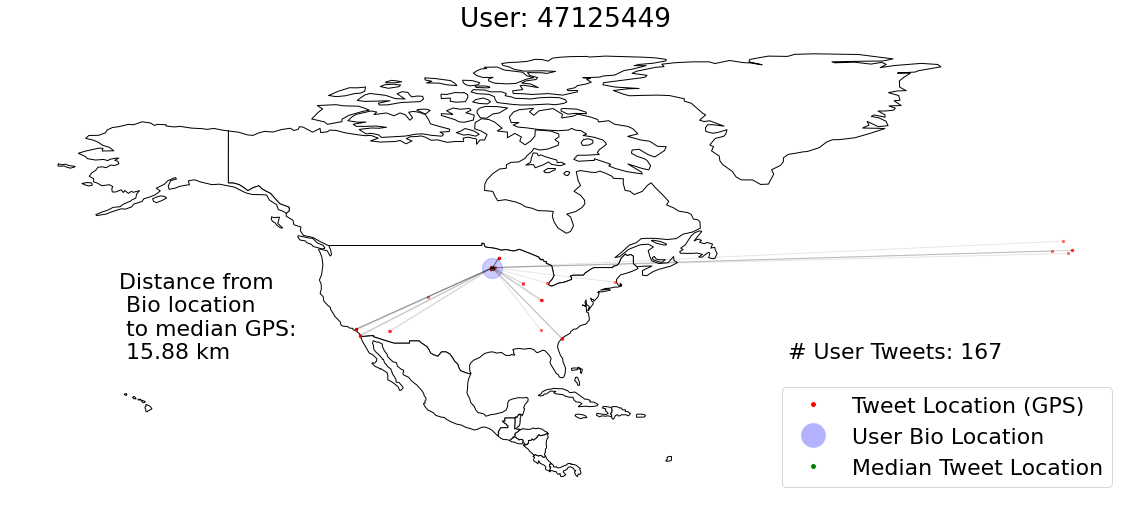 User: 47125449
Distance from
Bio location
to median GPS:
15.88 km
# User Tweets: 167
Tweet Location (GPS)
User Bio Location
Median Tweet Location